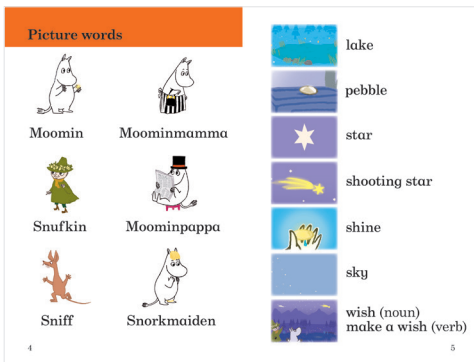 Picture words
Moomin
Moominmamma
Snufkin
Moominpappa
Sniff
Snorkmaiden
4
lake
pebble
star
shooting star
shine
sky
wish (noun)
make a wish (verb)
5